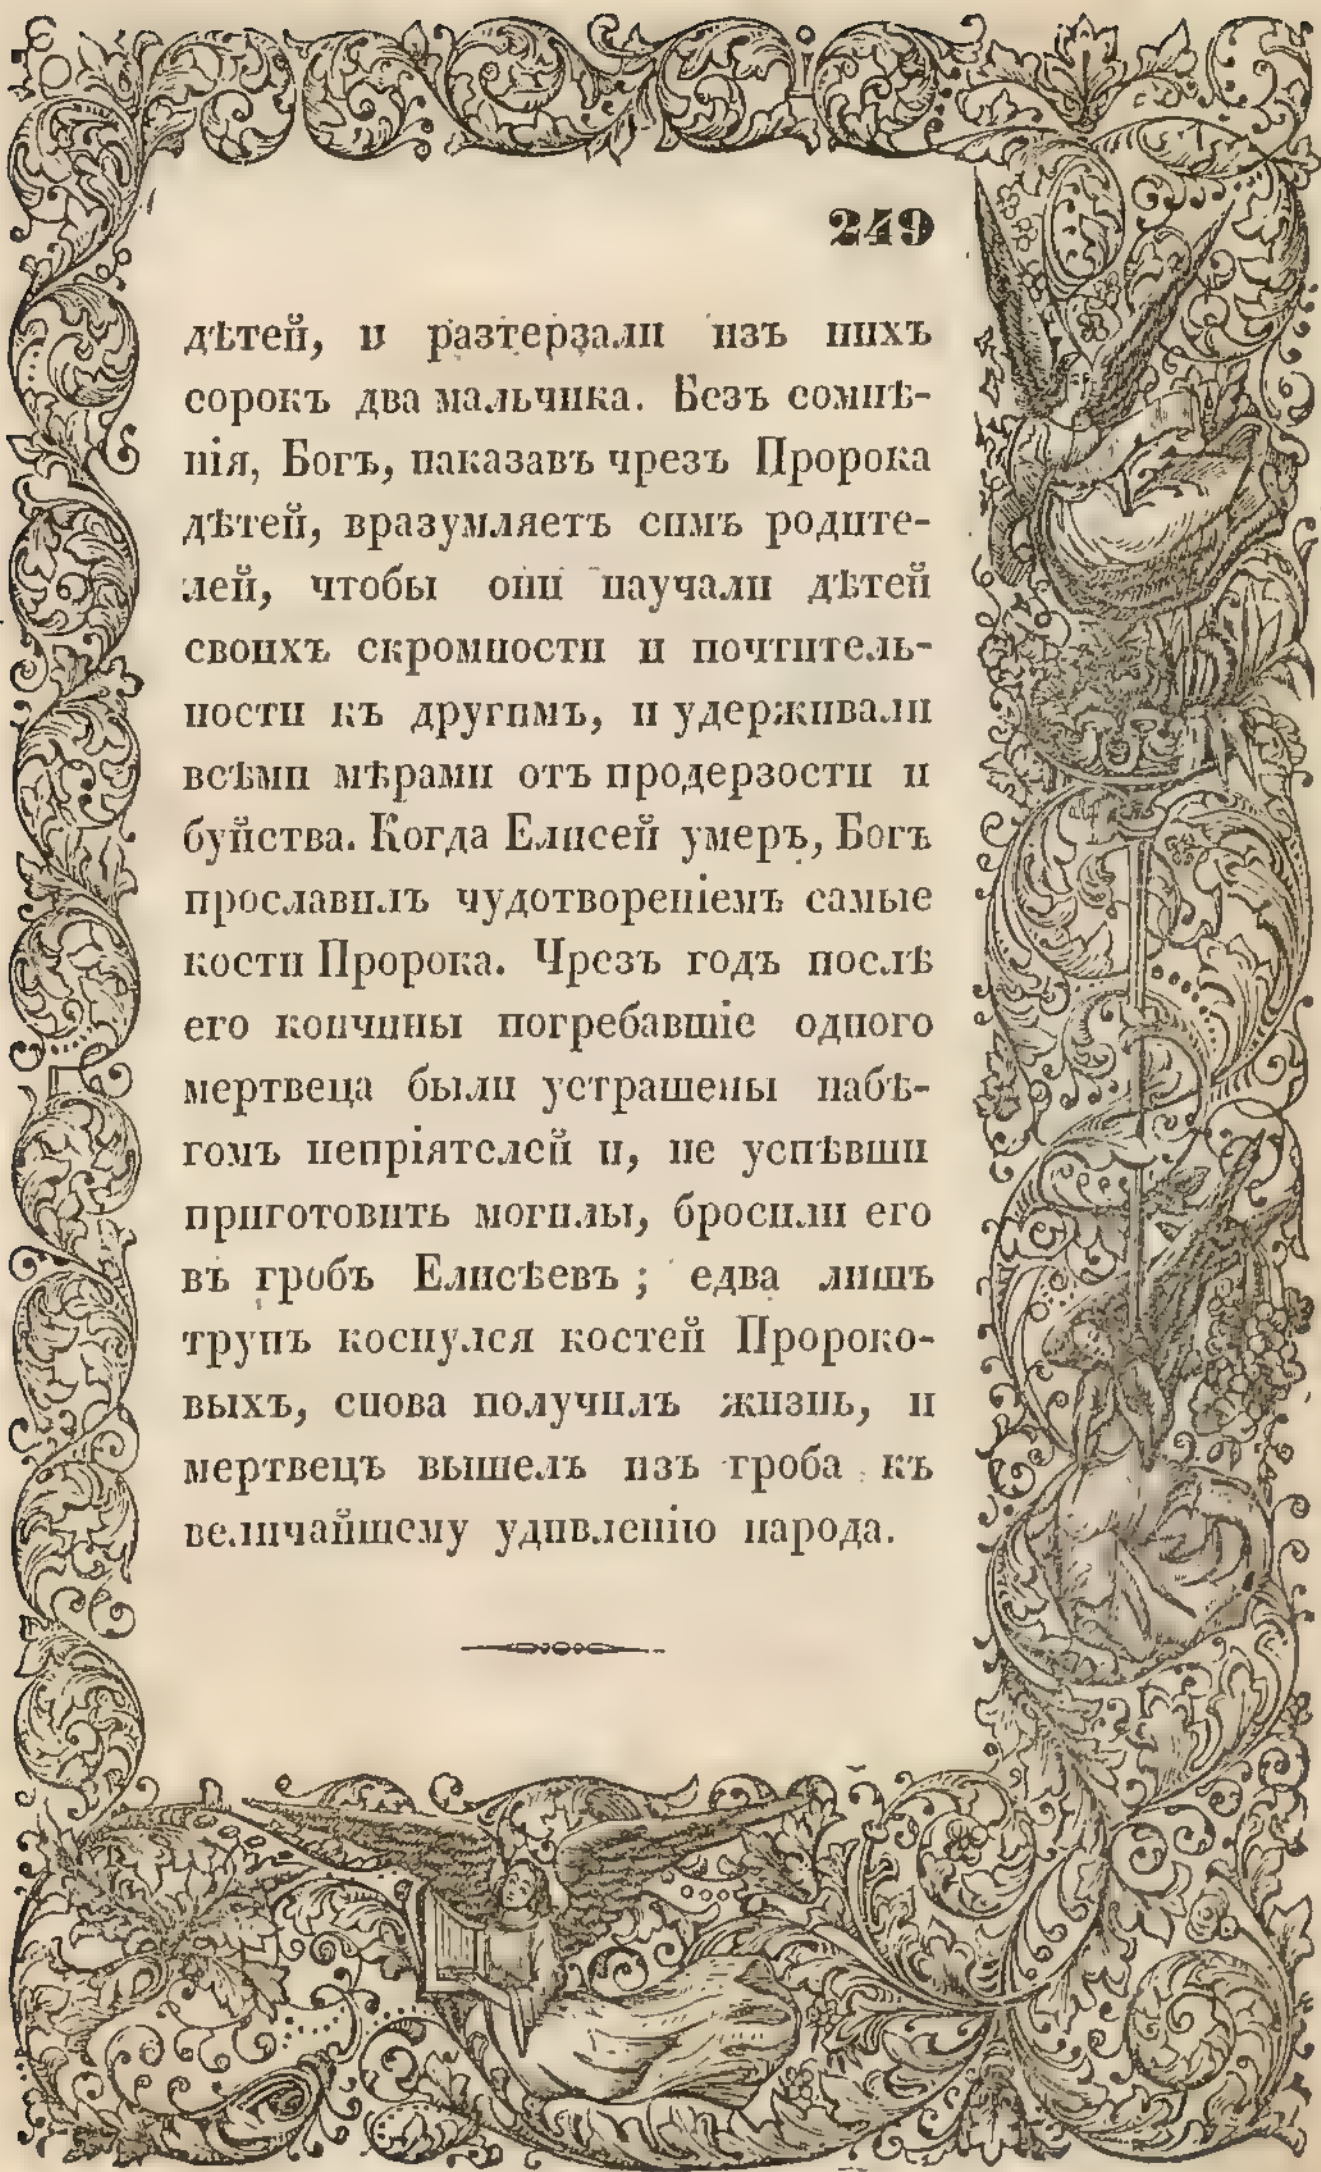 249
дѣтей, и разтерзали изъ нихъ
сорокъ два мальчика. Безъ сомнѣ-
нія, Богъ, наказавъ чрезъ Пророка
дѣтей, вразумляетъ симъ родите-
лей, чтобы они научали дѣтей
своихъ скромности и почтитель-
ности къ другимъ, и удерживали
всѣми мѣрами отъ продерзости и
буйства. Когда Елисей умеръ, Богъ
прославилъ чудотвореніемъ самые
кости Пророка. Чрезъ годъ послѣ
его кончины погребавшіе одного
мертвеца были устрашены набѣ-
гомъ непріятелей и, не успѣвши
приготовить могилы, бросили его
въ гробъ Елисѣевъ ; едва лишъ
трупъ коснулся костей Пророко-
выхъ, снова получилъ жизнь, и
мертвецъ вышелъ изъ гроба къ
величайшему удивленію народа.